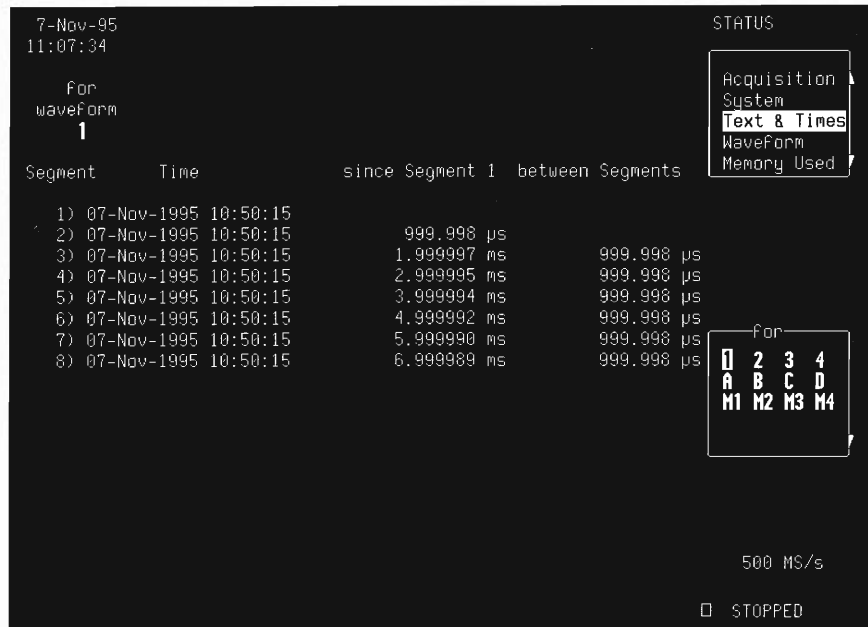 7-Nov-95
11:07:34
for
waveform
1
STATUS
Acquisition
System
Text & Times
Waveform
Memory Used
Segment Time since Segment 1 between Segments
1) 07-Nov-1995 10:50:15
2) 07-Nov-1995 10:50:15 999.998 µs
3) 07-Nov-1995 10:50:15 1.999997 ms 999.998 µs
4) 07-Nov-1995 10:50:15 2.999995 ms 999.998 µs
5) 07-Nov-1995 10:50:15 3.999994 ms 999.998 µs
6) 07-Nov-1995 10:50:15 4.999992 ms 999.998 µs
7) 07-Nov-1995 10:50:15 5.999990 ms 999.998 µs
8) 07-Nov-1995 10:50:15 6.999989 ms 999.998 µs
for
1 2 3 4
A B C D
M1 M2 M3 M4
500 MS/s
STOPPED